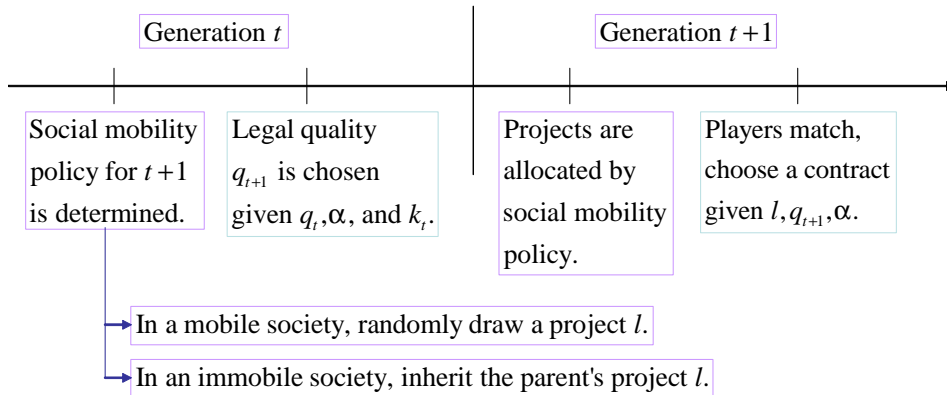 Generation t
Generation t+1
Social mobility
policy for t+1
is determined.
Legal quality
q_{t+1} is chosen
given q_t,α, and k_t.
Projects are
allocated by
social mobility
policy.
Players match,
choose a contract
given l,q_{t+1},α.
In a mobile society, randomly draw a project l.
In an immobile society, inherit the parent's project l.